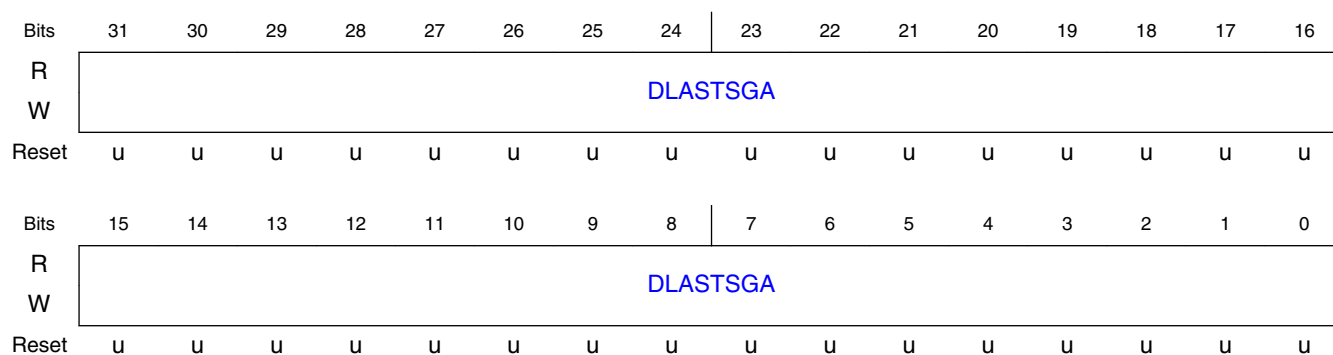 Bits 31 30 29 28 27 26 25 24 23 22 21 20 19 18 17 16
R
DLASTSGA
W
Reset u u u u u u u u u u u u u u u u
Bits 15 14 13 12 11 10 9 8 7 6 5 4 3 2 1 0
R
DLASTSGA
W
Reset u u u u u u u u u u u u u u u u